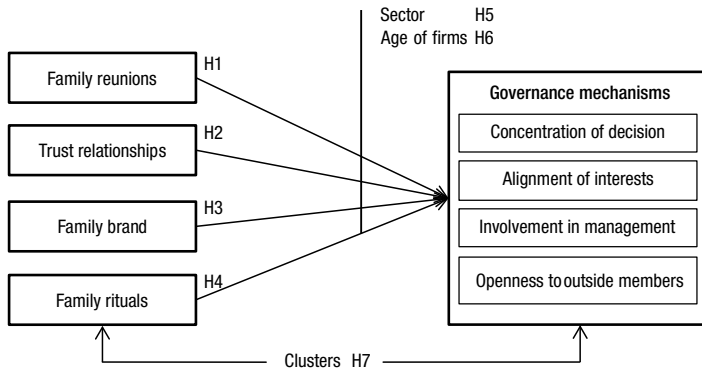 Sector H5
Age of firms H6
Family reunions
H1
Trust relationships
H2
Family brand
H3
Family rituals
H4
Governance mechanisms
Concentration of decision
Alignment of interests
Involvement in management
Openness to outside members
Clusters H7